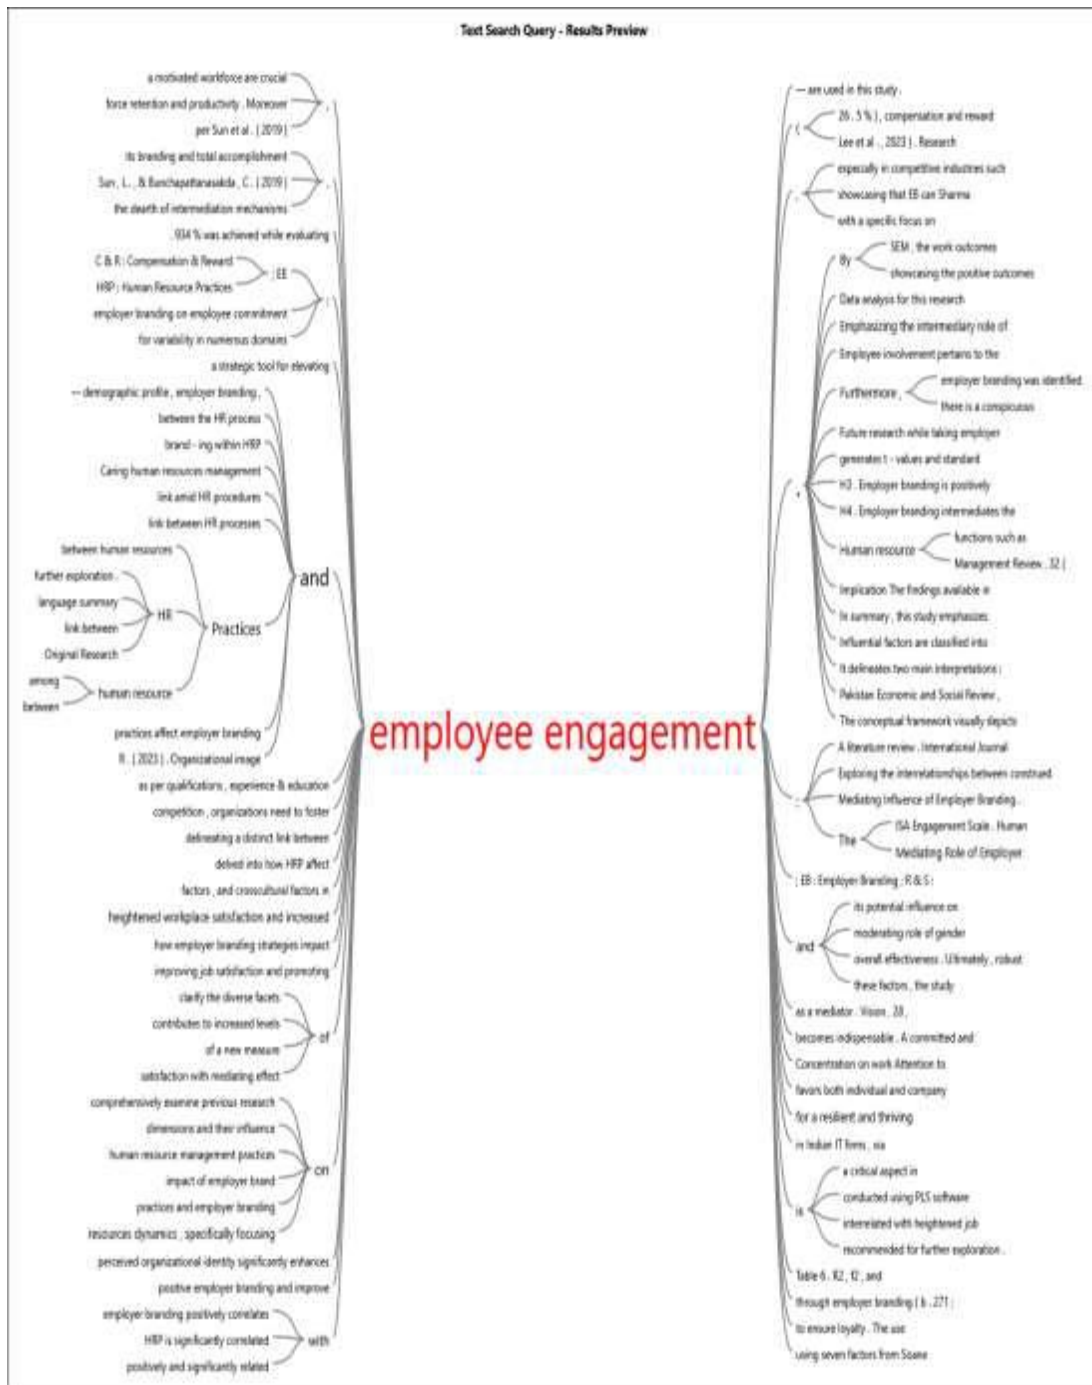 Text Search Query - Results Preview
a motivated workforce are crucial
force retention and productivity . Moreover
per Sun et al . ( 2019 )
,
its branding and total accomplishment
Sun , L. , & Bunchapattanasakda , C . ( 2019 )
the dearth of intermediation mechanisms
.
. 934 % was achieved while evaluating
C & R : Compensation & Reward
HRP : Human Resource Practices
; EE
employer branding on employee commitment
for variability in numerous domains
:
a strategic tool for elevating
— demographic profile , employer branding ,
between the HR process
brand - ing within HRP
Caring human resources management
link amid HR procedures
link between HR processes
between human resources
further exploration .
language summary
link between
Original Research
HR
among
between
human resource
Practices
practices affect employer branding
R . ( 2023 ) . Organizational image
and
as per qualifications , experience & education
competition , organizations need to foster
delineating a distinct link between
delved into how HRP affect
factors , and crosscultural factors in
heightened workplace satisfaction and increased
how employer branding strategies impact
improving job satisfaction and promoting
clarify the diverse facets
contributes to increased levels
of a new measure
satisfaction with mediating effect
of
comprehensively examine previous research
dimensions and their influence
human resource management practices
impact of employer brand
practices and employer branding
resources dynamics , specifically focusing
on
perceived organizational identity significantly enhances
positive employer branding and improve
employer branding positively correlates
HRP is significantly correlated
positively and significantly related
with
employee engagement
— are used in this study .
(
26 . 5 % ) , compensation and reward
Lee et al . , 2023 ) . Research
,
especially in competitive industries such
showcasing that EB can Sharma
with a specific focus on
.
By
SEM , the work outcomes
showcasing the positive outcomes
Data analysis for this research
Emphasizing the intermediary role of
Employee involvement pertains to the
Furthermore ,
employer branding was identified
there is a conspicuous
Future research while taking employer
generates t - values and standard
H3 . Employer branding is positively
H4 . Employer branding intermediates the
Human resource
functions such as
Management Review , 32 (
Implication The findings available in
In summary , this study emphasizes
Influential factors are classified into
It delineates two main interpretations :
Pakistan Economic and Social Review ,
The conceptual framework visually depicts
:
A literature review . International Journal
Exploring the interrelationships between construed
Mediating Influence of Employer Branding .
The
ISA Engagement Scale . Human
Mediating Role of Employer
; EB : Employer Branding ; R & S :
and
its potential influence on
moderating role of gender
overall effectiveness . Ultimately , robust
these factors , the study
as a mediator . Vision , 28 ,
becomes indispensable . A committed and
Concentration on work Attention to
favors both individual and company
for a resilient and thriving
in Indian IT firms , via
is
a critical aspect in
conducted using PLS software
interrelated with heightened job
recommended for further exploration .
Table 6 . R2 , f2 , and
through employer branding ( b . 271 ;
to ensure loyalty . The use
using seven factors from Soane